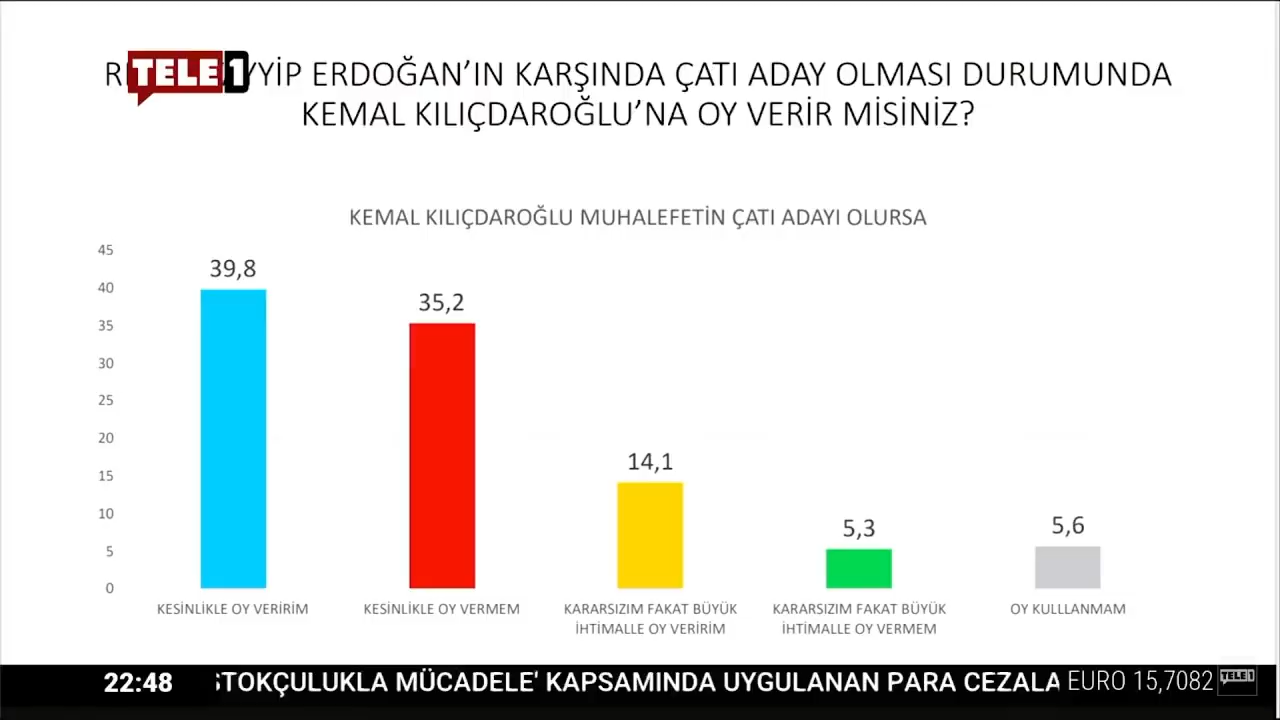 TELE1
YYİP ERDOĞAN'IN KARŞINDA ÇATI ADAY OLMASI DURUMUNDA
KEMAL KILIÇDAROĞLU'NA OY VERİR MİSİNİZ?
KEMAL KILIÇDAROĞLU MUHALEFETİN ÇATI ADAYI OLURSA
45
40
35
30
25
20
15
10
5
0
39,8
35,2
14,1
5,3
5,6
KESİNLİKLE OY VERİRİM
KESİNLİKLE OY VERMEM
KARARSIZIM FAKAT BÜYÜK
İHTİMALLE OY VERİRİM
KARARSIZIM FAKAT BÜYÜK
İHTİMALLE OY VERMEM
OY KULLLANMAM
22:48 STOKÇULUKLA MÜCADELE' KAPSAMINDA UYGULANAN PARA CEZALA EURO 15,7082 TELE1